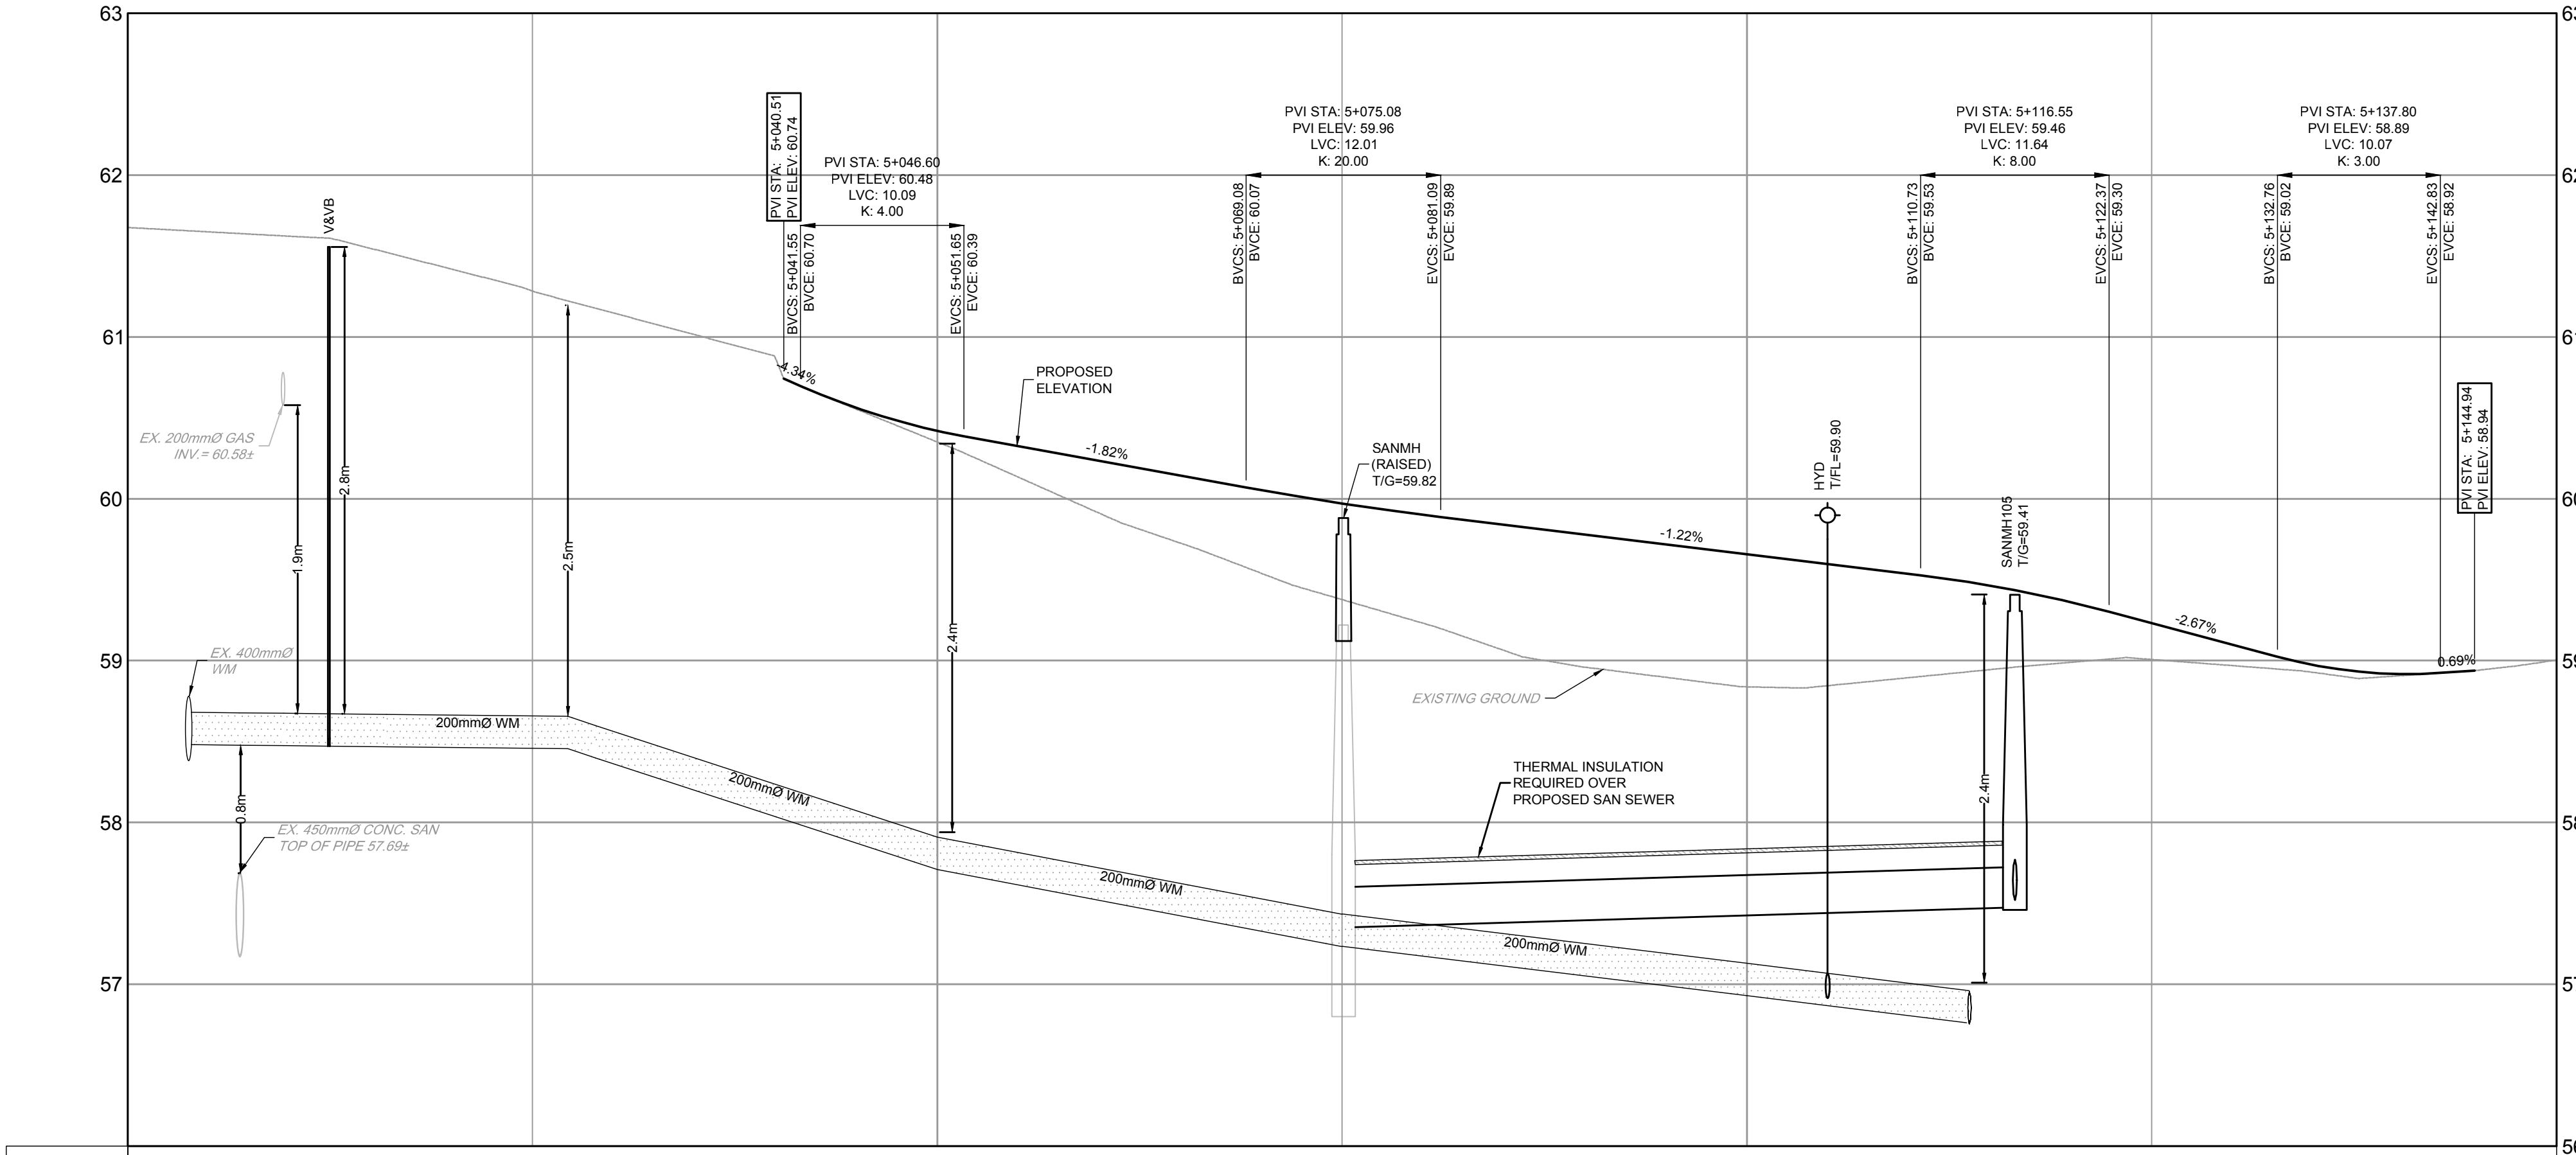 63
63
62
62
61
61
60
60
59
59
58
58
57
57
V&VB
2.8m
EX. 200mmØ GAS
INV.= 60.58±
1.9m
EX. 400mmØ
WM
0.8m
EX. 450mmØ CONC. SAN
TOP OF PIPE 57.69±
200mmØ WM
2.5m
200mmØ WM
PVI STA: 5+040.51
PVI ELEV: 60.74
BVCS: 5+041.55
BVCE: 60.70
PVI STA: 5+046.60
PVI ELEV: 60.48
LVC: 10.09
K: 4.00
EVCS: 5+051.65
EVCE: 60.39
-4.34%
PROPOSED
ELEVATION
-1.82%
2.4m
200mmØ WM
PVI STA: 5+075.08
PVI ELEV: 59.96
LVC: 12.01
K: 20.00
BVCS: 5+069.08
BVCE: 60.07
EVCS: 5+081.09
EVCE: 59.89
SANMH
(RAISED)
T/G=59.82
EXISTING GROUND
THERMAL INSULATION
REQUIRED OVER
PROPOSED SAN SEWER
200mmØ WM
-1.22%
HYD
T/FL=59.90
PVI STA: 5+116.55
PVI ELEV: 59.46
LVC: 11.64
K: 8.00
BVCS: 5+110.73
BVCE: 59.53
EVCS: 5+122.37
EVCE: 59.30
SANMH105
T/G=59.41
2.4m
-2.67%
PVI STA: 5+137.80
PVI ELEV: 58.89
LVC: 10.07
K: 3.00
BVCS: 5+132.76
BVCE: 59.02
EVCS: 5+142.83
EVCE: 58.92
0.69%
PVI STA: 5+144.94
PVI ELEV: 58.94